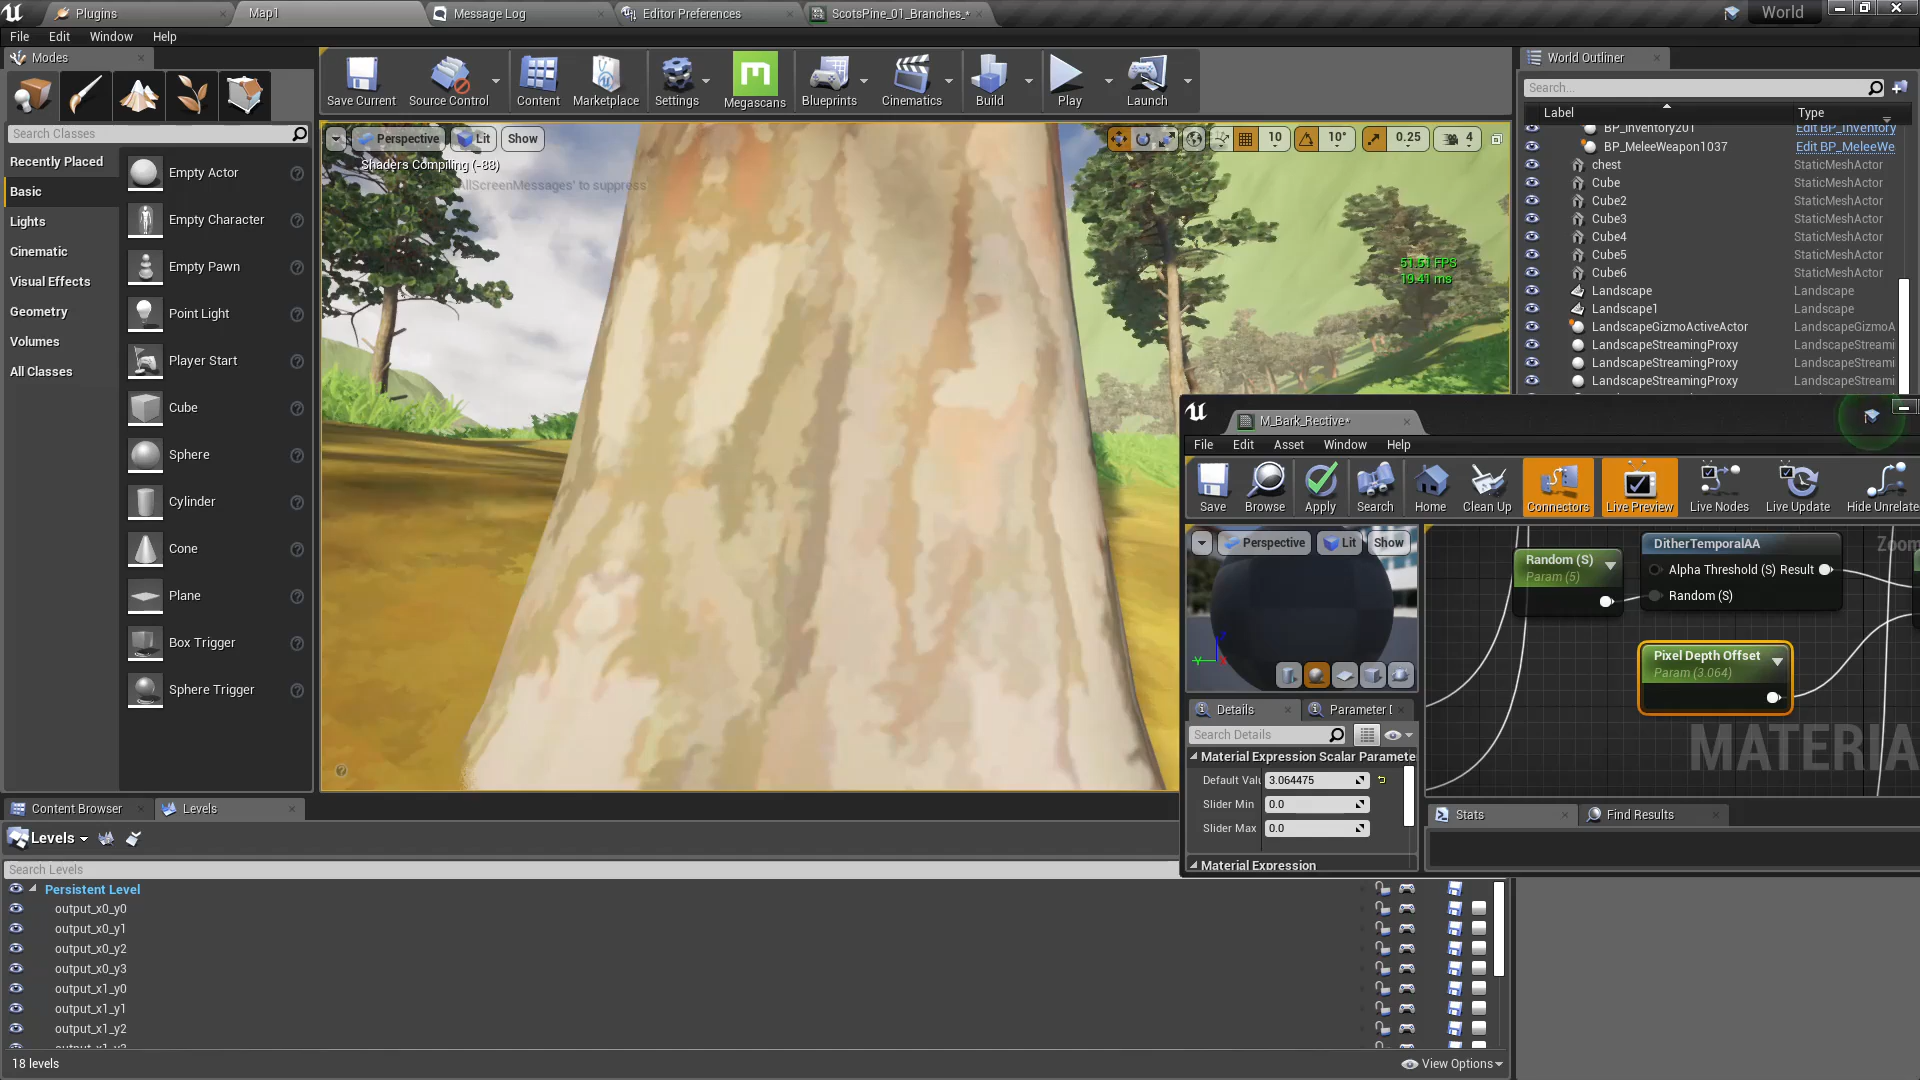 Plugins
Map1
Message Log
Editor Preferences
ScotsPine_01_Branches_*
World
File Edit Window Help
Modes
Search Classes
Recently Placed
Basic
Lights
Cinematic
Visual Effects
Geometry
Volumes
All Classes
Empty Actor
Empty Character
Empty Pawn
Point Light
Player Start
Cube
Sphere
Cylinder
Cone
Plane
Box Trigger
Sphere Trigger
Save Current
Source Control
Content
Marketplace
Settings
Megascans
Blueprints
Cinematics
Build
Play
Launch
Perspective
Lit
Show
10
10°
0.25
4
Shaders Compiling (-88)
AllScreenMessages' to suppress
51.51 FPS
19.41 ms
World Outliner
Search...
Label Type
BP_Inventory201 Edit BP_Inventory
BP_MeleeWeapon1037 Edit BP_MeleeWe
chest StaticMeshActor
Cube StaticMeshActor
Cube2 StaticMeshActor
Cube3 StaticMeshActor
Cube4 StaticMeshActor
Cube5 StaticMeshActor
Cube6 StaticMeshActor
Landscape Landscape
Landscape1 Landscape
LandscapeGizmoActiveActor LandscapeGizmoA
LandscapeStreamingProxy LandscapeStreami
LandscapeStreamingProxy LandscapeStreami
LandscapeStreamingProxy LandscapeStreami
M_Bark_Rective*
File Edit Asset Window Help
Save
Browse
Apply
Search
Home
Clean Up
Connectors
Live Preview
Live Nodes
Live Update
Hide Unrelate
Perspective
Lit
Show
Random (S)
Param (5)
DitherTemporalAA
Alpha Threshold (S) Result
Random (S)
Zoom
Pixel Depth Offset
Param (3.064)
MATERIA
Details
Parameter D
Search Details
Material Expression Scalar Paramete
Default Valu 3.064475
Slider Min 0.0
Slider Max 0.0
Material Expression
Stats
Find Results
Content Browser
Levels
Levels
Search Levels
Persistent Level
output_x0_y0
output_x0_y1
output_x0_y2
output_x0_y3
output_x1_y0
output_x1_y1
output_x1_y2
output_x1_y3
18 levels
View Options